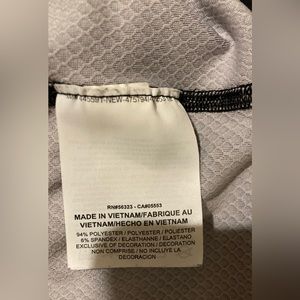 RN#56323 - CA#05553
MADE IN VIETNAM/FABRIQUE AU
VIETNAM/HECHO EN VIETNAM
94% POLYESTER / POLYESTER / POLIESTER
6% SPANDEX / ELASTHANNE / ELASTANO
EXCLUSIVE OF DECORATION / DECORATION
NON COMPRISE / NO INCLUYE LA
DECORACION